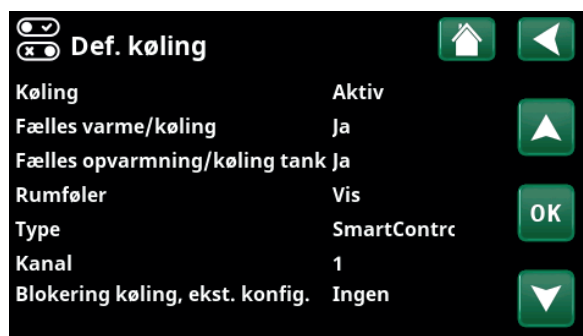 Def. køling
Køling Aktiv
Fælles varme/køling Ja
Fælles opvarmning/køling tank Ja
Rumføler Vis
OK
Type SmartContrc
Kanal 1
Blokering køling, ekst. konfig. Ingen